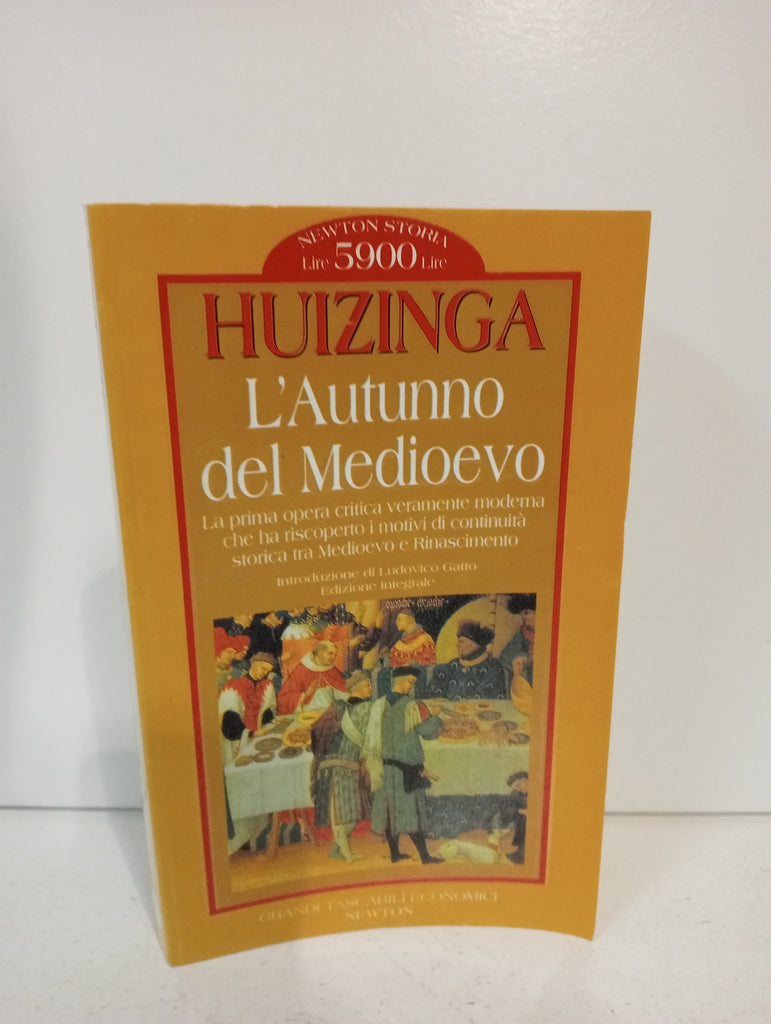 NEWTON STORIA
Lire 5900 Lire
HUIZINGA
L'Autunno
del Medioevo
La prima opera critica veramente moderna
che ha riscoperto i motivi di continuità
storica tra Medioevo e Rinascimento
Introduzione di Ludovico Gatto
Edizione integrale
GRANDI TASCABILI ECONOMICI
NEWTON